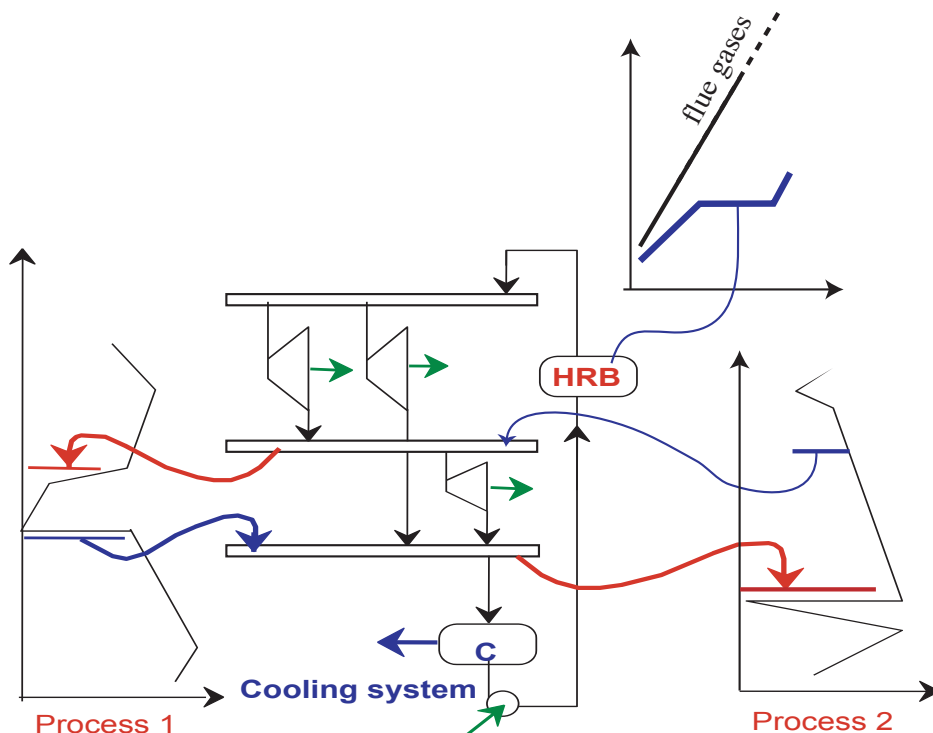 flue gases
HRB
C
Cooling system
Process 1
Process 2